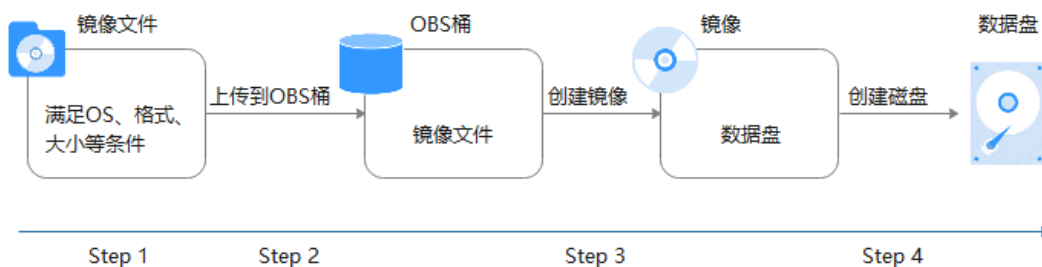 镜像文件
OBS桶
镜像
数据盘
满足OS、格式、
大小等条件
上传到OBS桶
镜像文件
创建镜像
数据盘
创建磁盘
Step 1
Step 2
Step 3
Step 4